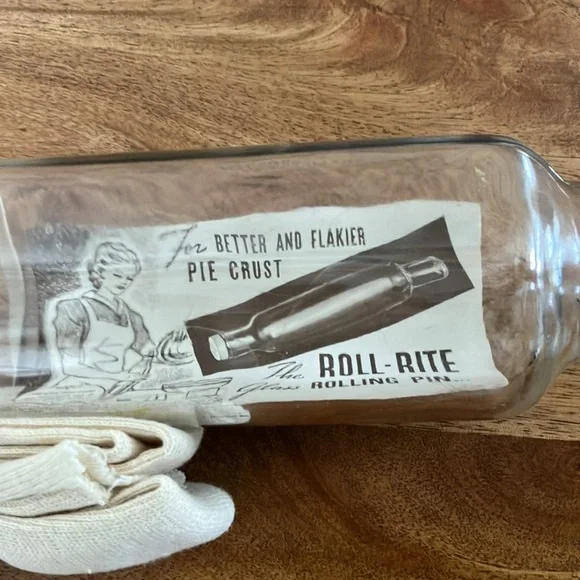 For BETTER AND FLAKIER
PIE CRUST
The ROLL-RITE
Glass ROLLING PIN...